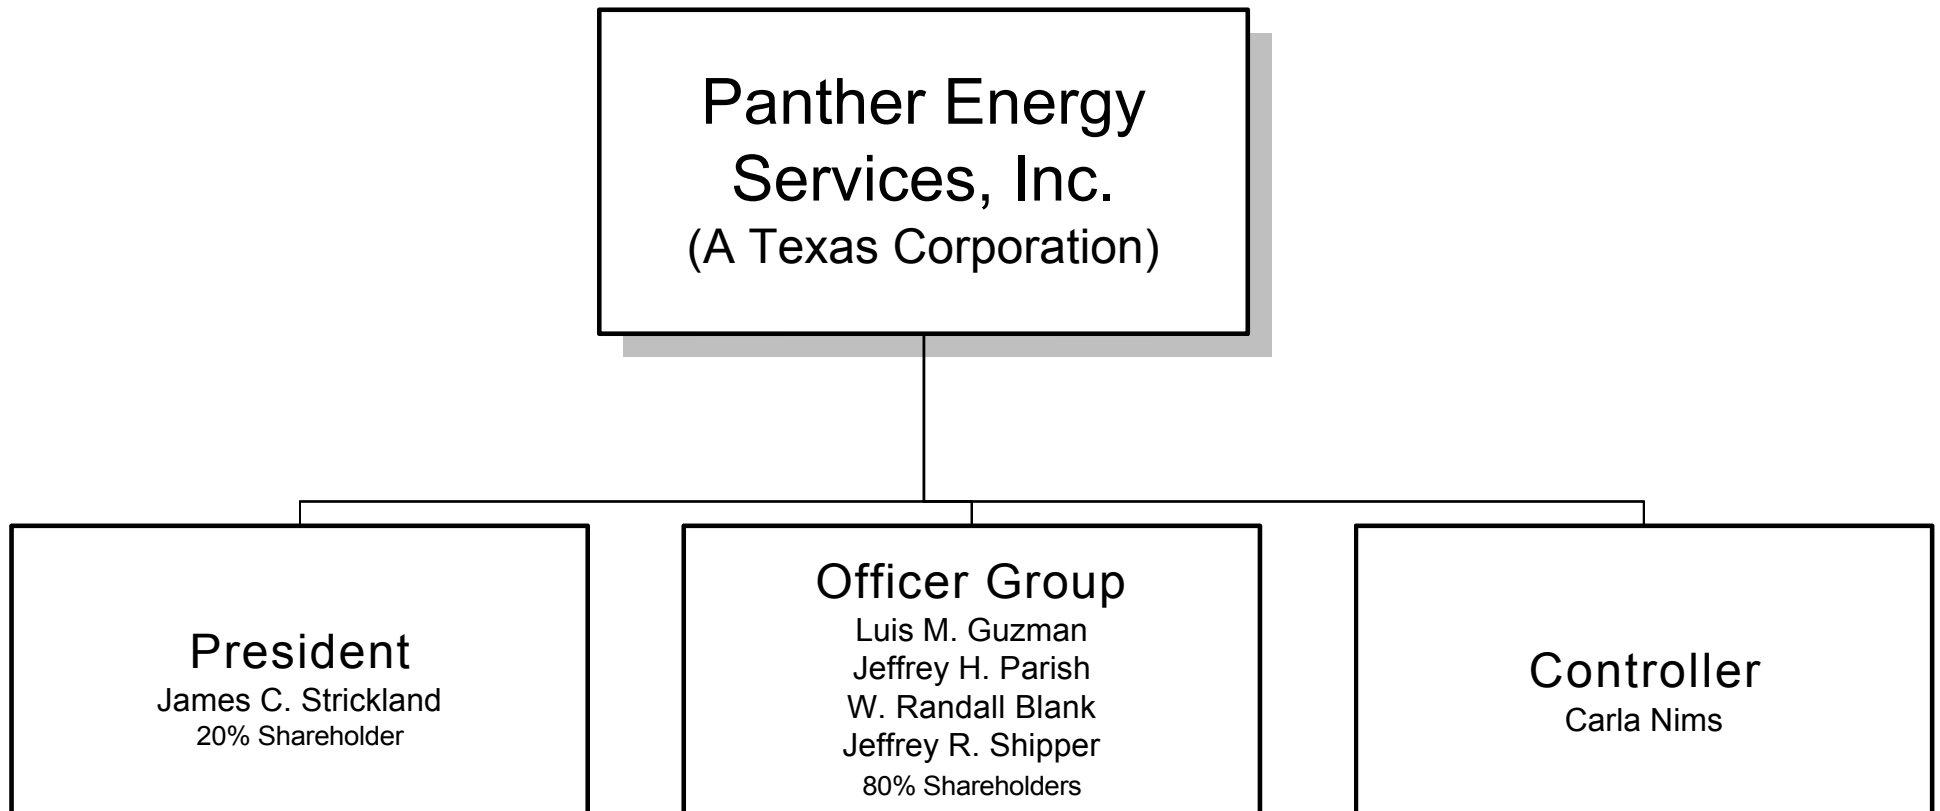 Panther Energy
Services, Inc.
(A Texas Corporation)
President
James C. Strickland
20% Shareholder
Officer Group
Luis M. Guzman
Jeffrey H. Parish
W. Randall Blank
Jeffrey R. Shipper
80% Shareholders
Controller
Carla Nims